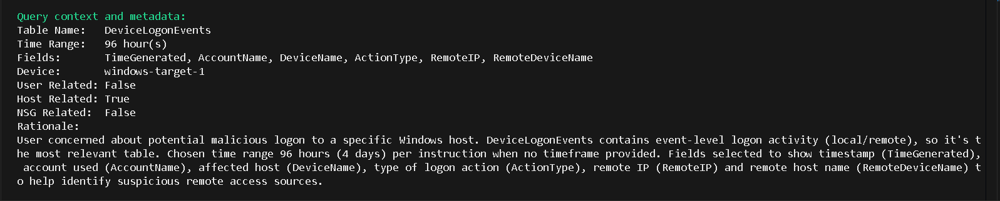 Query context and metadata:
Table Name:   DeviceLogonEvents
Time Range:   96 hour(s)
Fields:       TimeGenerated, AccountName, DeviceName, ActionType, RemoteIP, RemoteDeviceName
Device:       windows-target-1
User Related: False
Host Related: True
NSG Related:  False
Rationale:
User concerned about potential malicious logon to a specific Windows host. DeviceLogonEvents contains event-level logon activity (local/remote), so it's t
he most relevant table. Chosen time range 96 hours (4 days) per instruction when no timeframe provided. Fields selected to show timestamp (TimeGenerated),
 account used (AccountName), affected host (DeviceName), type of logon action (ActionType), remote IP (RemoteIP) and remote host name (RemoteDeviceName) t
o help identify suspicious remote access sources.